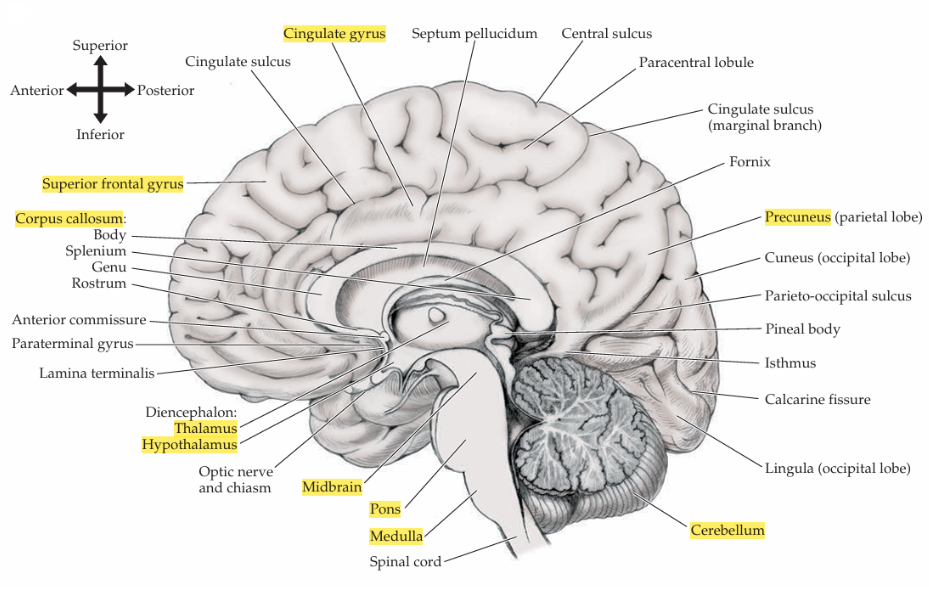 Cingulate gyrus
Septum pellucidum
Central sulcus
Superior
Cingulate sulcus
Paracentral lobule
Anterior
Posterior
Cingulate sulcus
(marginal branch)
Inferior
Fornix
Superior frontal gyrus
Corpus callosum:
Body
Splenium
Genu
Rostrum
Precuneus (parietal lobe)
Cuneus (occipital lobe)
Parieto-occipital sulcus
Anterior commissure
Paraterminal gyrus
Lamina terminalis
Pineal body
Isthmus
Calcarine fissure
Diencephalon:
Thalamus
Hypothalamus
Optic nerve
and chiasm
Lingula (occipital lobe)
Midbrain
Pons
Medulla
Spinal cord
Cerebellum